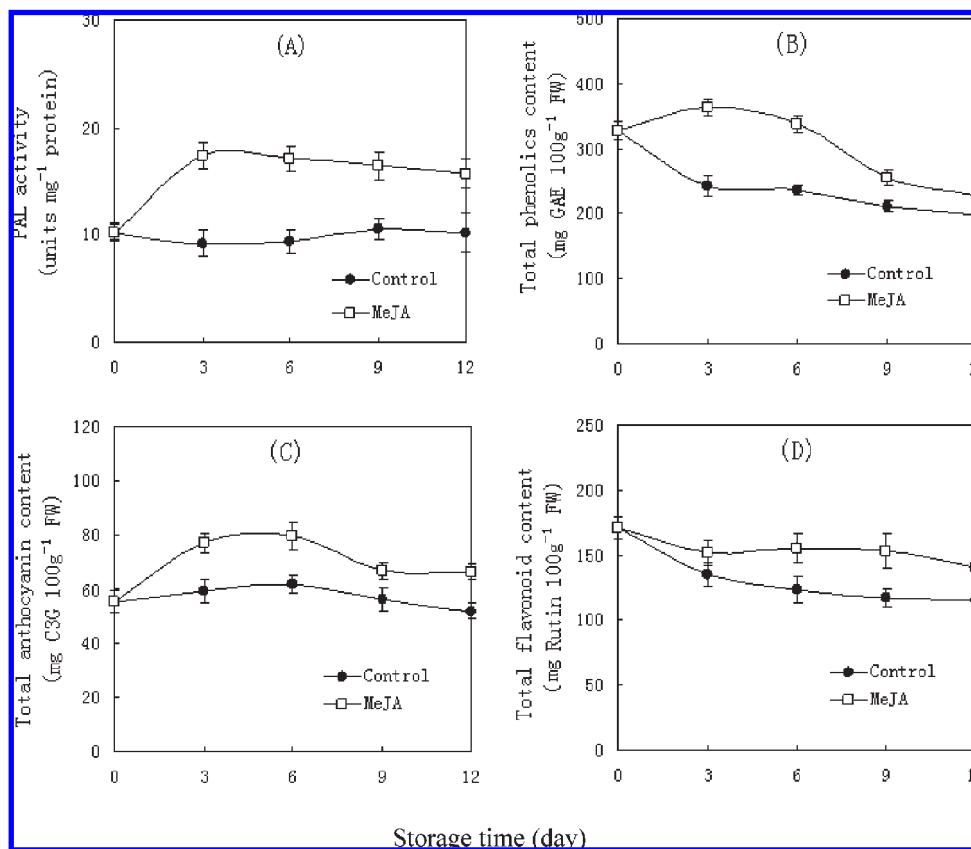 (A)
PAL activity
(units mg⁻¹ protein)
30
20
10
0
Control
MeJA
0 3 6 9 12
(B)
Total phenolics content
(mg GAE 100g⁻¹ FW)
500
400
300
200
100
0
Control
MeJA
0 3 6 9 1
(C)
Total anthocyanin content
(mg C3G 100g⁻¹ FW)
120
100
80
60
40
20
0
Control
MeJA
0 3 6 9 12
(D)
Total flavonoid content
(mg Rutin 100g⁻¹ FW)
250
200
150
100
50
0
Control
MeJA
0 3 6 9 1
Storage time (day)